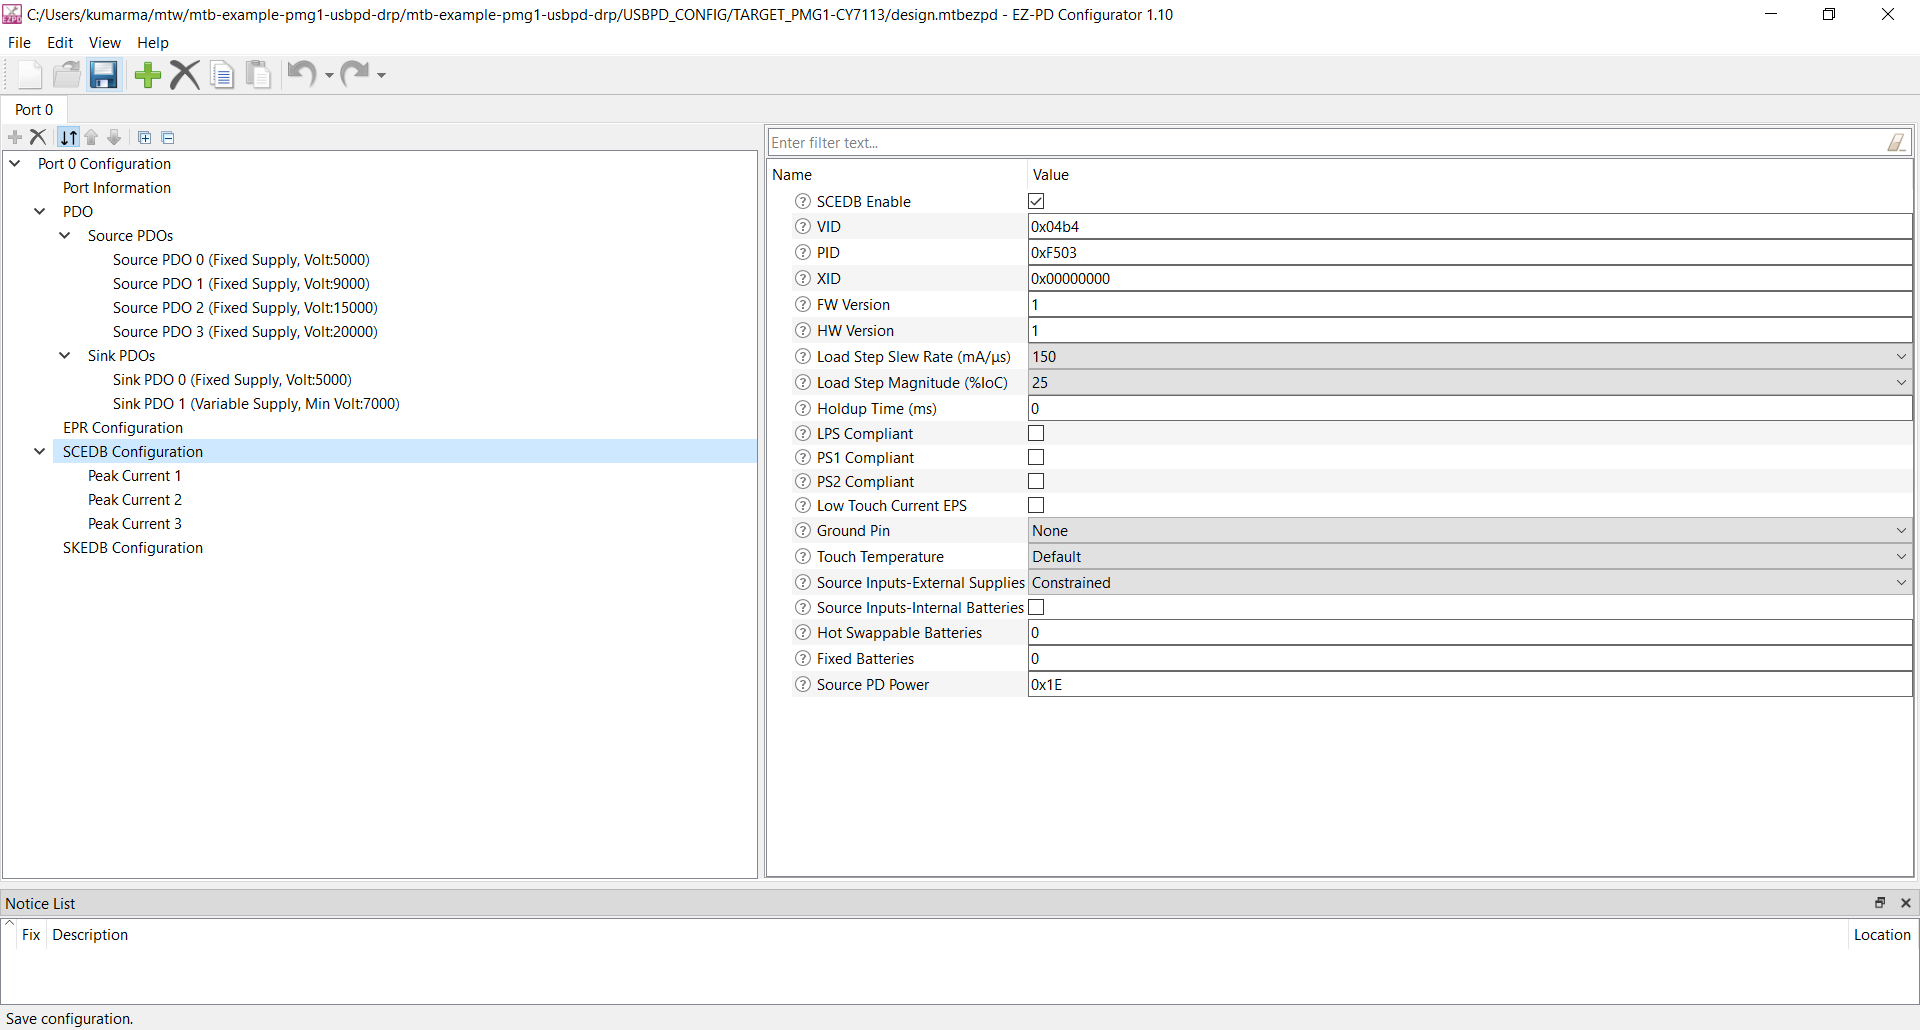 C:/Users/kumarma/mtw/mtb-example-pmg1-usbpd-drp/mtb-example-pmg1-usbpd-drp/USBPD_CONFIG/TARGET_PMG1-CY7113/design.mtbezpd - EZ-PD Configurator 1.10
File Edit View Help
Port 0
Port 0 Configuration
Port Information
PDO
Source PDOs
Source PDO 0 (Fixed Supply, Volt:5000)
Source PDO 1 (Fixed Supply, Volt:9000)
Source PDO 2 (Fixed Supply, Volt:15000)
Source PDO 3 (Fixed Supply, Volt:20000)
Sink PDOs
Sink PDO 0 (Fixed Supply, Volt:5000)
Sink PDO 1 (Variable Supply, Min Volt:7000)
EPR Configuration
SCEDB Configuration
Peak Current 1
Peak Current 2
Peak Current 3
SKEDB Configuration
Enter filter text...
Name Value
SCEDB Enable
VID 0x04b4
PID 0xF503
XID 0x00000000
FW Version 1
HW Version 1
Load Step Slew Rate (mA/µs) 150
Load Step Magnitude (%IoC) 25
Holdup Time (ms) 0
LPS Compliant
PS1 Compliant
PS2 Compliant
Low Touch Current EPS
Ground Pin None
Touch Temperature Default
Source Inputs-External Supplies Constrained
Source Inputs-Internal Batteries
Hot Swappable Batteries 0
Fixed Batteries 0
Source PD Power 0x1E
Notice List
Fix Description Location
Save configuration.